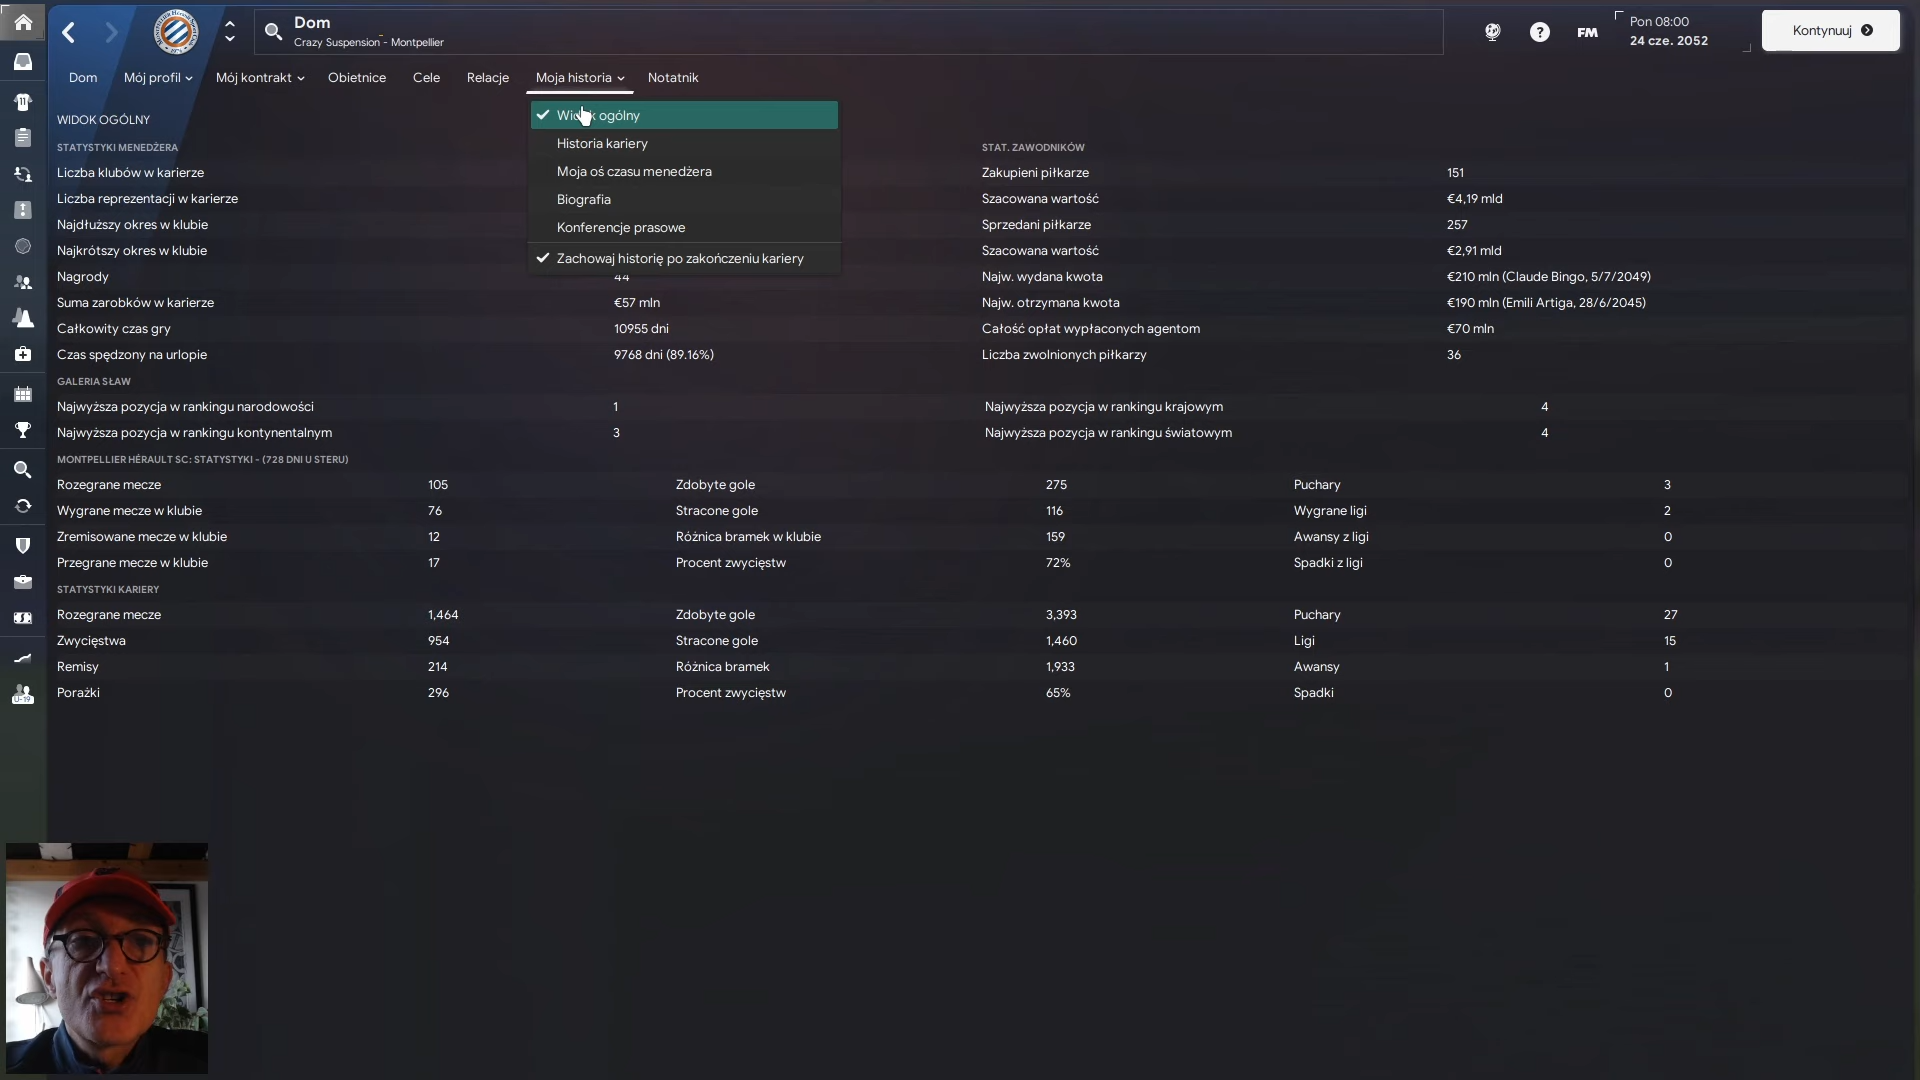 Dom
Crazy Suspension - Montpellier
FM
Pon 08:00
24 cze. 2052
Kontynuuj
Dom
Mój profil
Mój kontrakt
Obietnice
Cele
Relacje
Moja historia
Notatnik
Widok ogólny
Historia kariery
Moja oś czasu menedżera
Biografia
Konferencje prasowe
Zachowaj historię po zakończeniu kariery
WIDOK OGÓLNY
STATYSTYKI MENEDŻERA
Liczba klubów w karierze
Liczba reprezentacji w karierze
Najdłuższy okres w klubie
Najkrótszy okres w klubie
Nagrody 44
Suma zarobków w karierze €57 mln
Całkowity czas gry 10955 dni
Czas spędzony na urlopie 9768 dni (89.16%)
STAT. ZAWODNIKÓW
Zakupieni piłkarze 151
Szacowana wartość €4,19 mld
Sprzedani piłkarze 257
Szacowana wartość €2,91 mld
Najw. wydana kwota €210 mln (Claude Bingo, 5/7/2049)
Najw. otrzymana kwota €190 mln (Emili Artiga, 28/6/2045)
Całość opłat wypłaconych agentom €70 mln
Liczba zwolnionych piłkarzy 36
GALERIA SŁAW
Najwyższa pozycja w rankingu narodowości 1 Najwyższa pozycja w rankingu krajowym 4
Najwyższa pozycja w rankingu kontynentalnym 3 Najwyższa pozycja w rankingu światowym 4
MONTPELLIER HÉRAULT SC: STATYSTYKI - (728 DNI U STERU)
Rozegrane mecze 105 Zdobyte gole 275 Puchary 3
Wygrane mecze w klubie 76 Stracone gole 116 Wygrane ligi 2
Zremisowane mecze w klubie 12 Różnica bramek w klubie 159 Awansy z ligi 0
Przegrane mecze w klubie 17 Procent zwycięstw 72% Spadki z ligi 0
STATYSTYKI KARIERY
Rozegrane mecze 1,464 Zdobyte gole 3,393 Puchary 27
Zwycięstwa 954 Stracone gole 1,460 Ligi 15
Remisy 214 Różnica bramek 1,933 Awansy 1
Porażki 296 Procent zwycięstw 65% Spadki 0
U-19